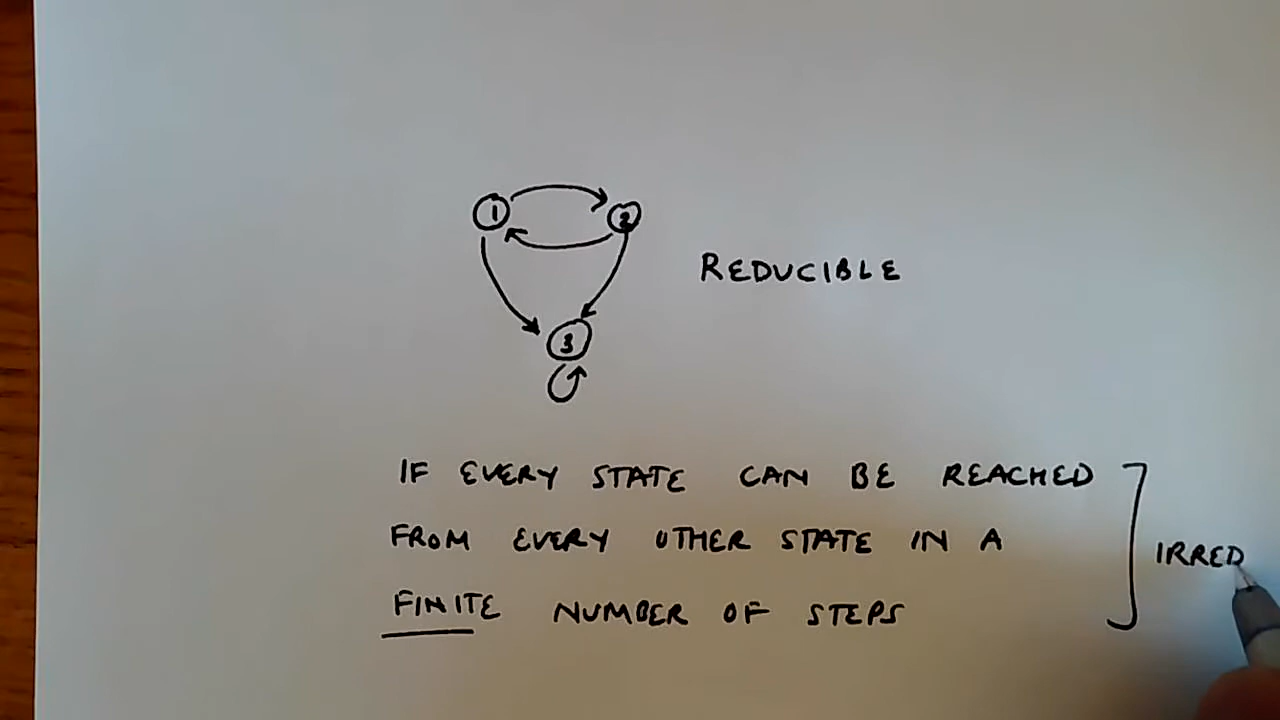 1
2
REDUCIBLE
3
IF EVERY STATE CAN BE REACHED
FROM EVERY OTHER STATE IN A
IRRED
FINITE NUMBER OF STEPS